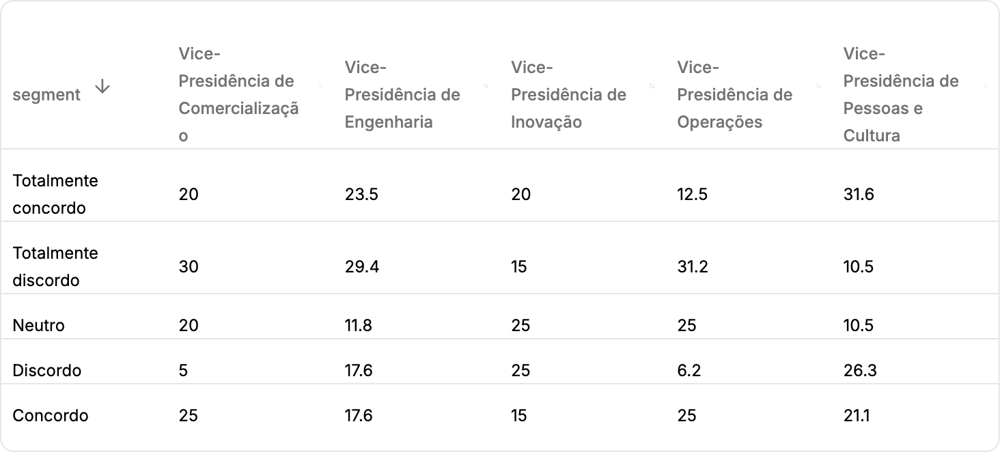 segment
Vice-
Presidência de
Comercializaçã
o
Vice-
Presidência de
Engenharia
Vice-
Presidência de
Inovação
Vice-
Presidência de
Operações
Vice-
Presidência de
Pessoas e
Cultura
Totalmente
concordo
20
23.5
20
12.5
31.6
Totalmente
discordo
30
29.4
15
31.2
10.5
Neutro
20
11.8
25
25
10.5
Discordo
5
17.6
25
6.2
26.3
Concordo
25
17.6
15
25
21.1